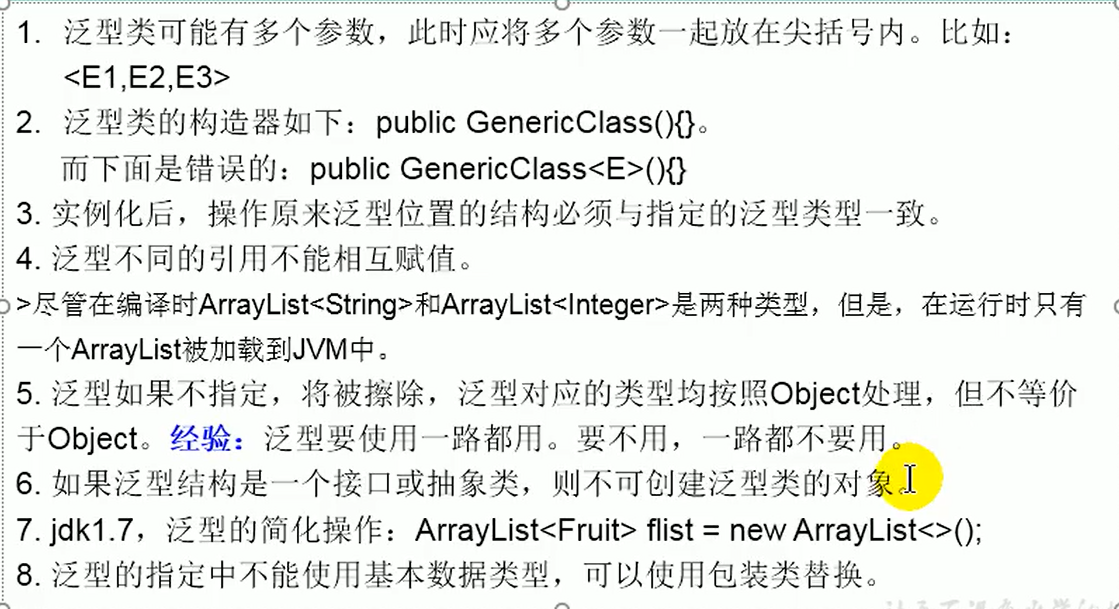 1. 泛型类可能有多个参数，此时应将多个参数一起放在尖括号内。比如：
<E1,E2,E3>
2. 泛型类的构造器如下：public GenericClass(){}。
而下面是错误的：public GenericClass<E>(){}
3. 实例化后，操作原来泛型位置的结构必须与指定的泛型类型一致。
4. 泛型不同的引用不能相互赋值。
>尽管在编译时ArrayList<String>和ArrayList<Integer>是两种类型，但是，在运行时只有
一个ArrayList被加载到JVM中。
5. 泛型如果不指定，将被擦除，泛型对应的类型均按照Object处理，但不等价
于Object。经验：泛型要使用一路都用。要不用，一路都不要用。
6. 如果泛型结构是一个接口或抽象类，则不可创建泛型类的对象。
7. jdk1.7，泛型的简化操作：ArrayList<Fruit> flist = new ArrayList<>();
8. 泛型的指定中不能使用基本数据类型，可以使用包装类替换。